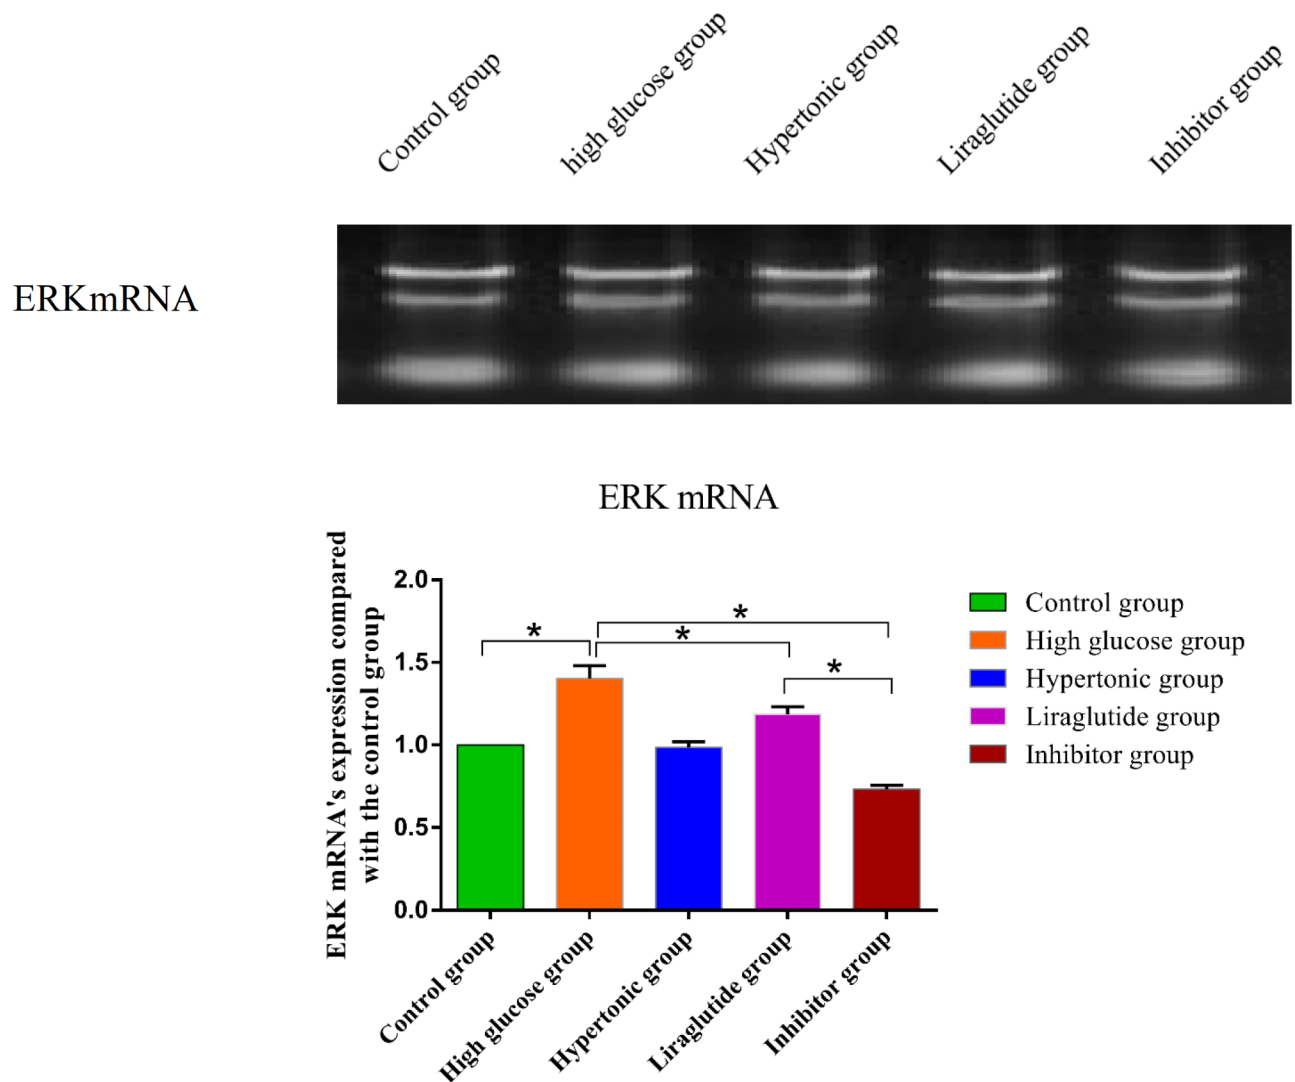 Control group
high glucose group
Hypertonic group
Liraglutide group
Inhibitor group
ERKmRNA
ERK mRNA
ERK mRNA's expression compared
with the control group
2.0
1.5
1.0
0.5
0.0
*
*
*
*
Control group
High glucose group
Hypertonic group
Liraglutide group
Inhibitor group
Control group
High glucose group
Hypertonic group
Liraglutide group
Inhibitor group